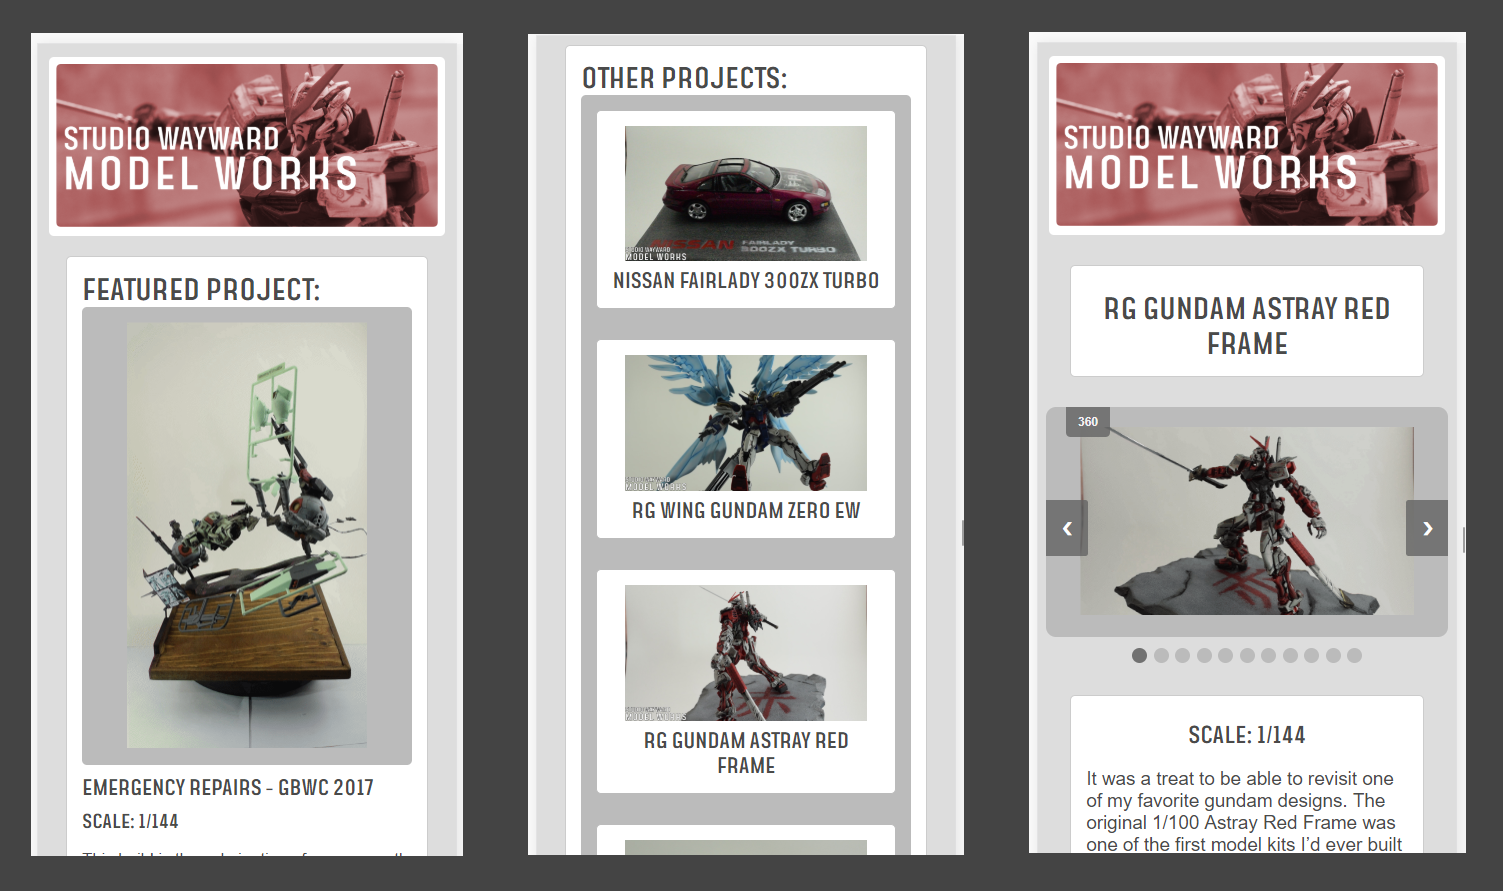 STUDIO WAYWARD
MODEL WORKS
FEATURED PROJECT:
EMERGENCY REPAIRS - GBWC 2017
SCALE: 1/144
OTHER PROJECTS:
NISSAN FAIRLADY
300ZX TURBO
STUDIO WAYWARD
MODEL WORKS
NISSAN FAIRLADY 300ZX TURBO
STUDIO WAYWARD
MODEL WORKS
RG WING GUNDAM ZERO EW
STUDIO WAYWARD
MODEL WORKS
RG GUNDAM ASTRAY RED
FRAME
STUDIO WAYWARD
MODEL WORKS
RG GUNDAM ASTRAY RED
FRAME
360
‹ ›
SCALE: 1/144
It was a treat to be able to revisit one
of my favorite gundam designs. The
original 1/100 Astray Red Frame was
one of the first model kits I'd ever built